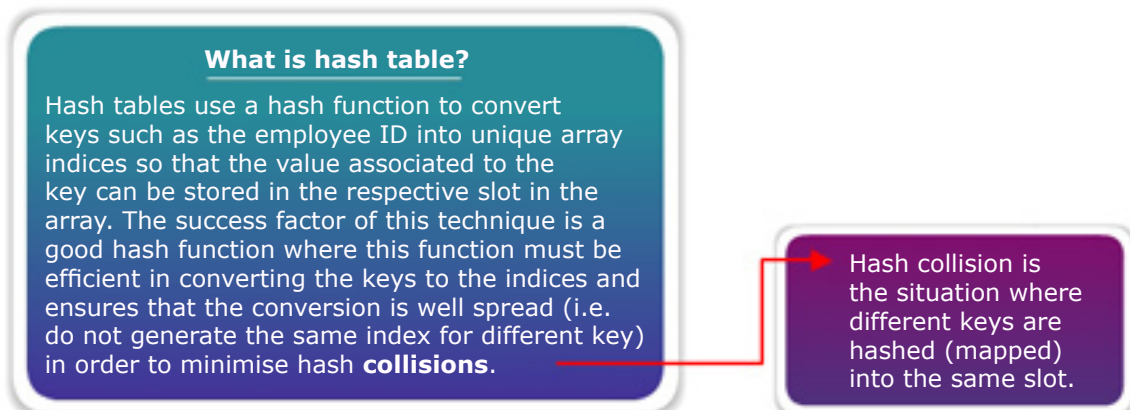 What is hash table?
Hash tables use a hash function to convert
keys such as the employee ID into unique array
indices so that the value associated to the
key can be stored in the respective slot in the
array. The success factor of this technique is a
good hash function where this function must be
efficient in converting the keys to the indices and
ensures that the conversion is well spread (i.e.
do not generate the same index for different key)
in order to minimise hash collisions.
Hash collision is
the situation where
different keys are
hashed (mapped)
into the same slot.